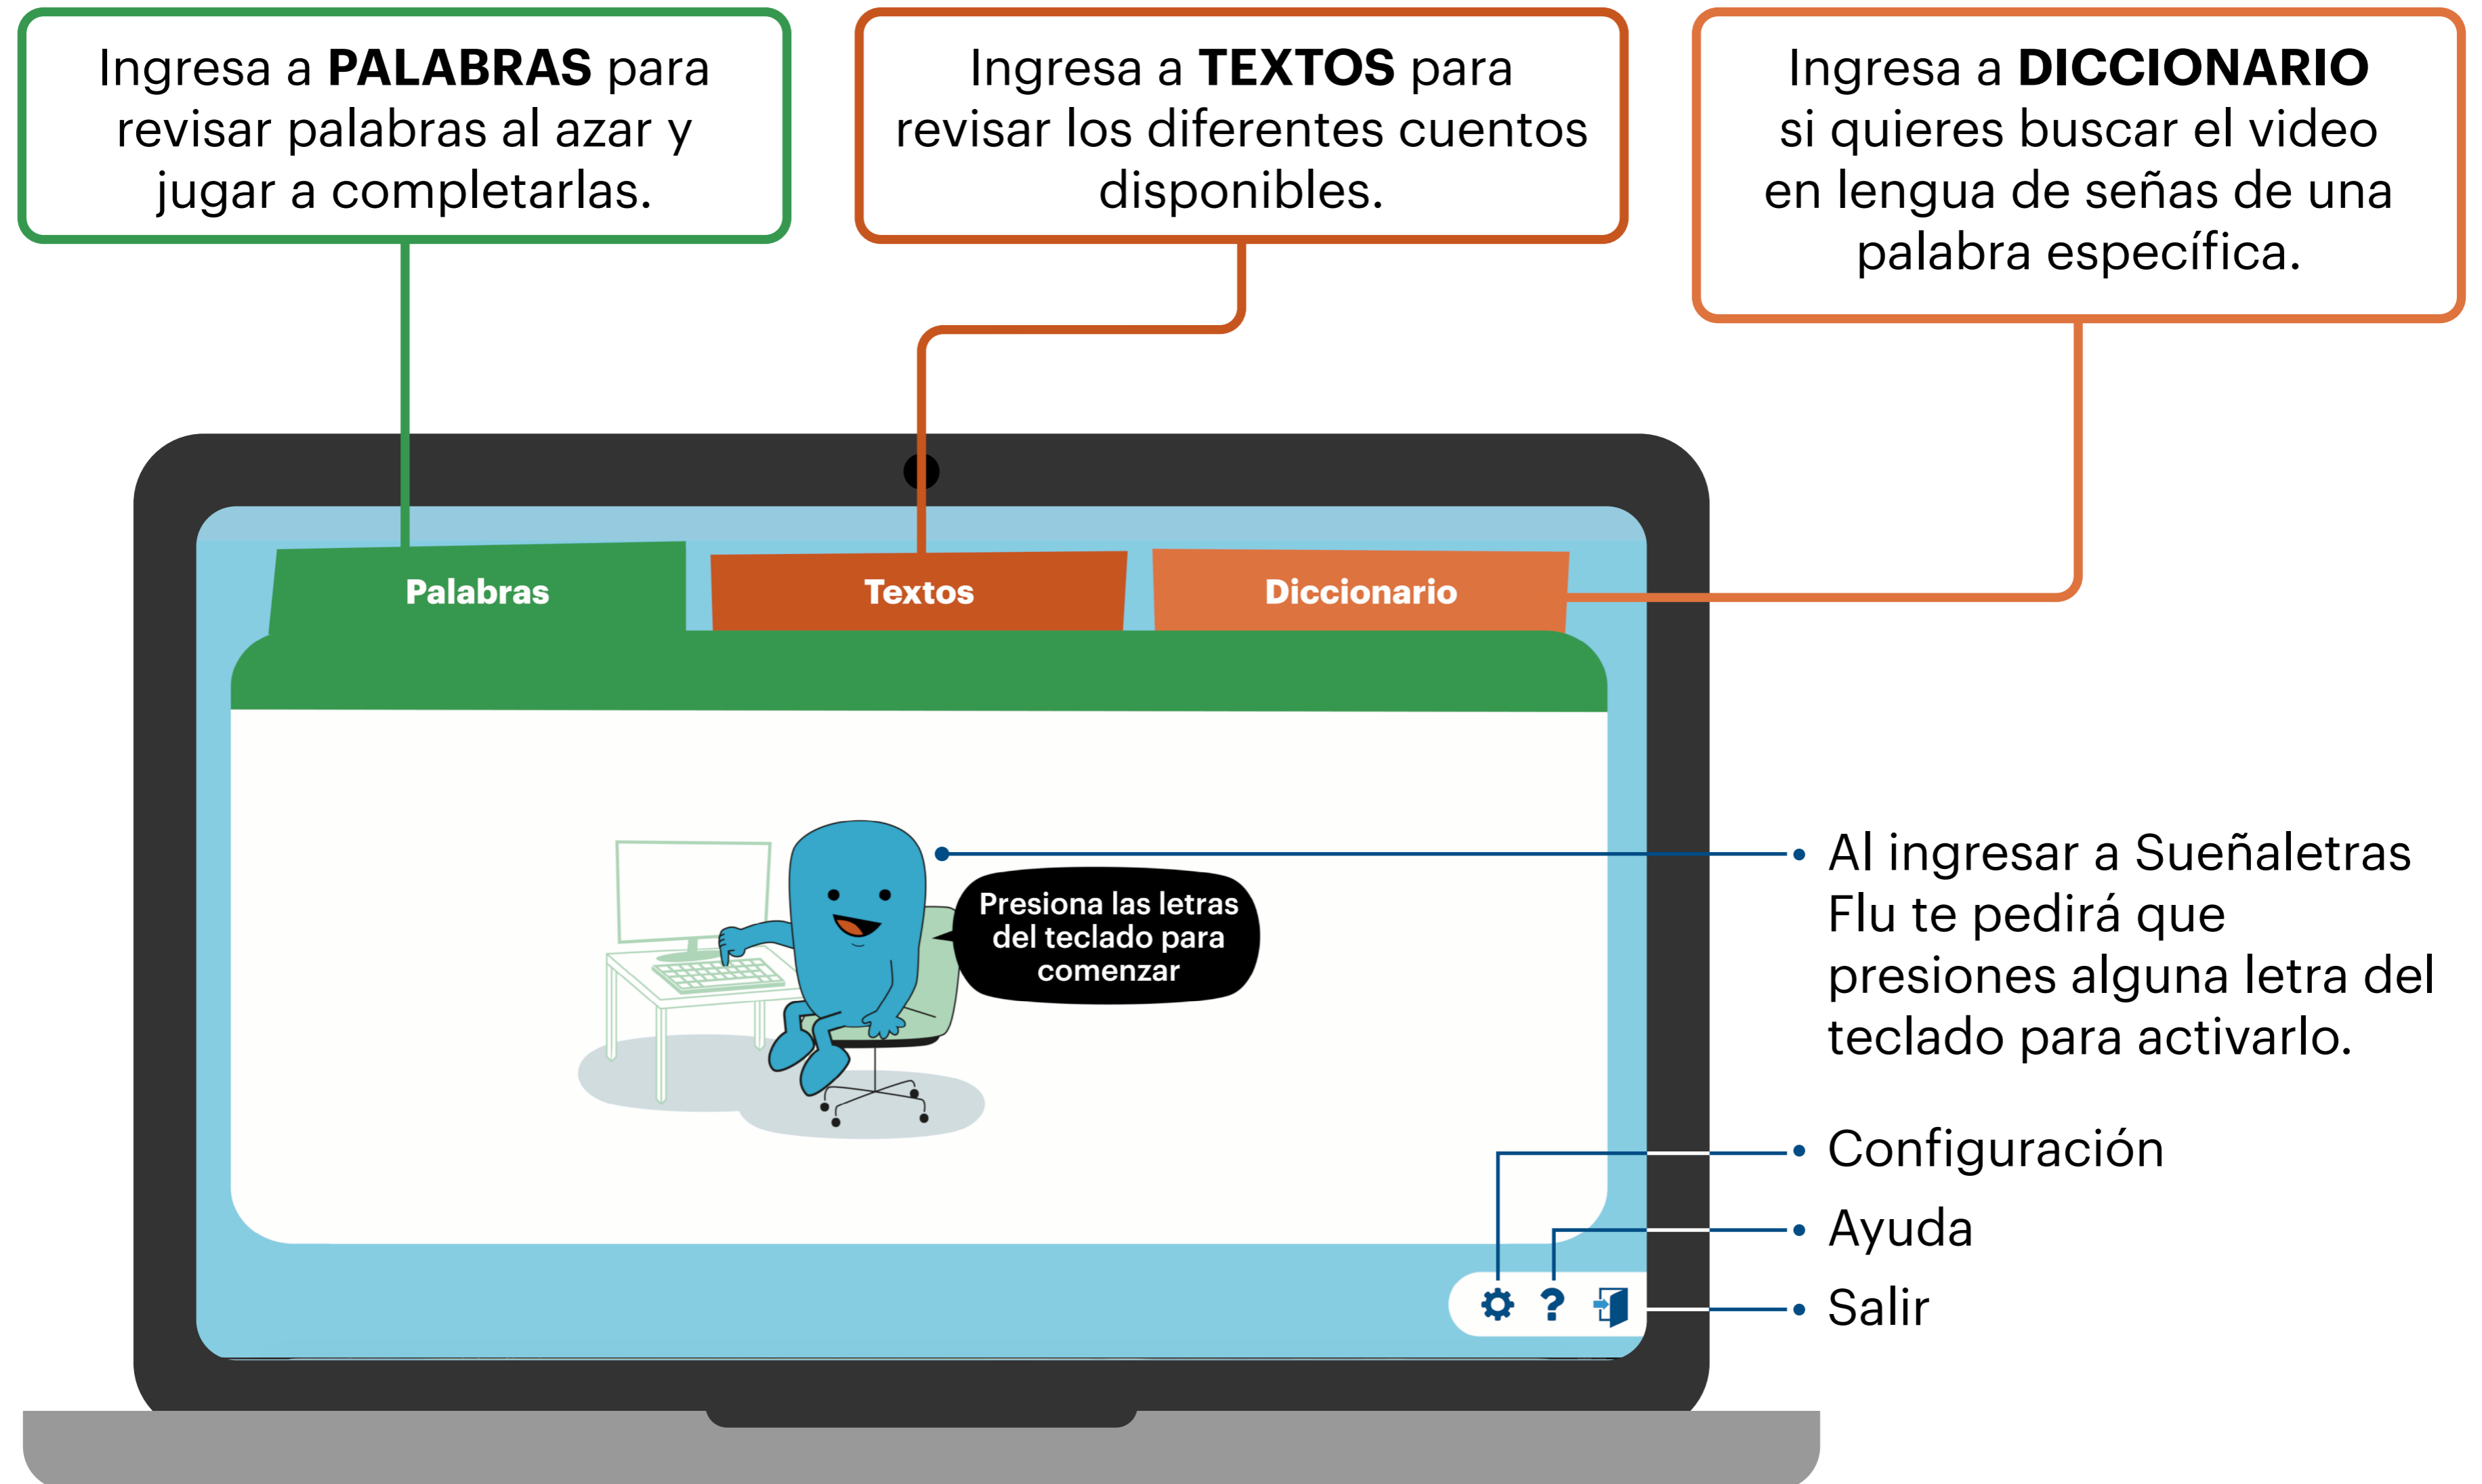 Ingresa a PALABRAS para
revisar palabras al azar y
jugar a completarlas.
Ingresa a TEXTOS para
revisar los diferentes cuentos
disponibles.
Ingresa a DICCIONARIO
si quieres buscar el video
en lengua de señas de una
palabra específica.
Palabras
Textos
Diccionario
Presiona las letras
del teclado para
comenzar
• Al ingresar a Sueñaletras
Flu te pedirá que
presiones alguna letra del
teclado para activarlo.
• Configuración
• Ayuda
• Salir
?